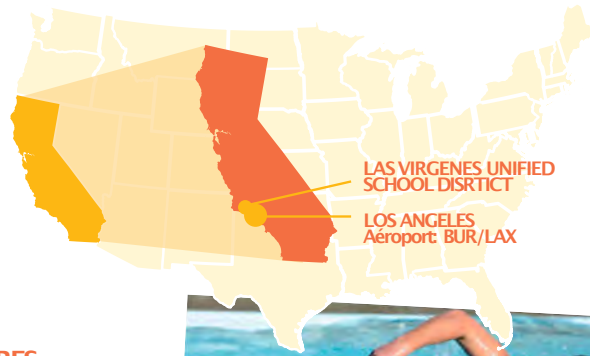 LAS VIRGENES UNIFIED
SCHOOL DISRTICT
LOS ANGELES
Aéroport: BUR/LAX